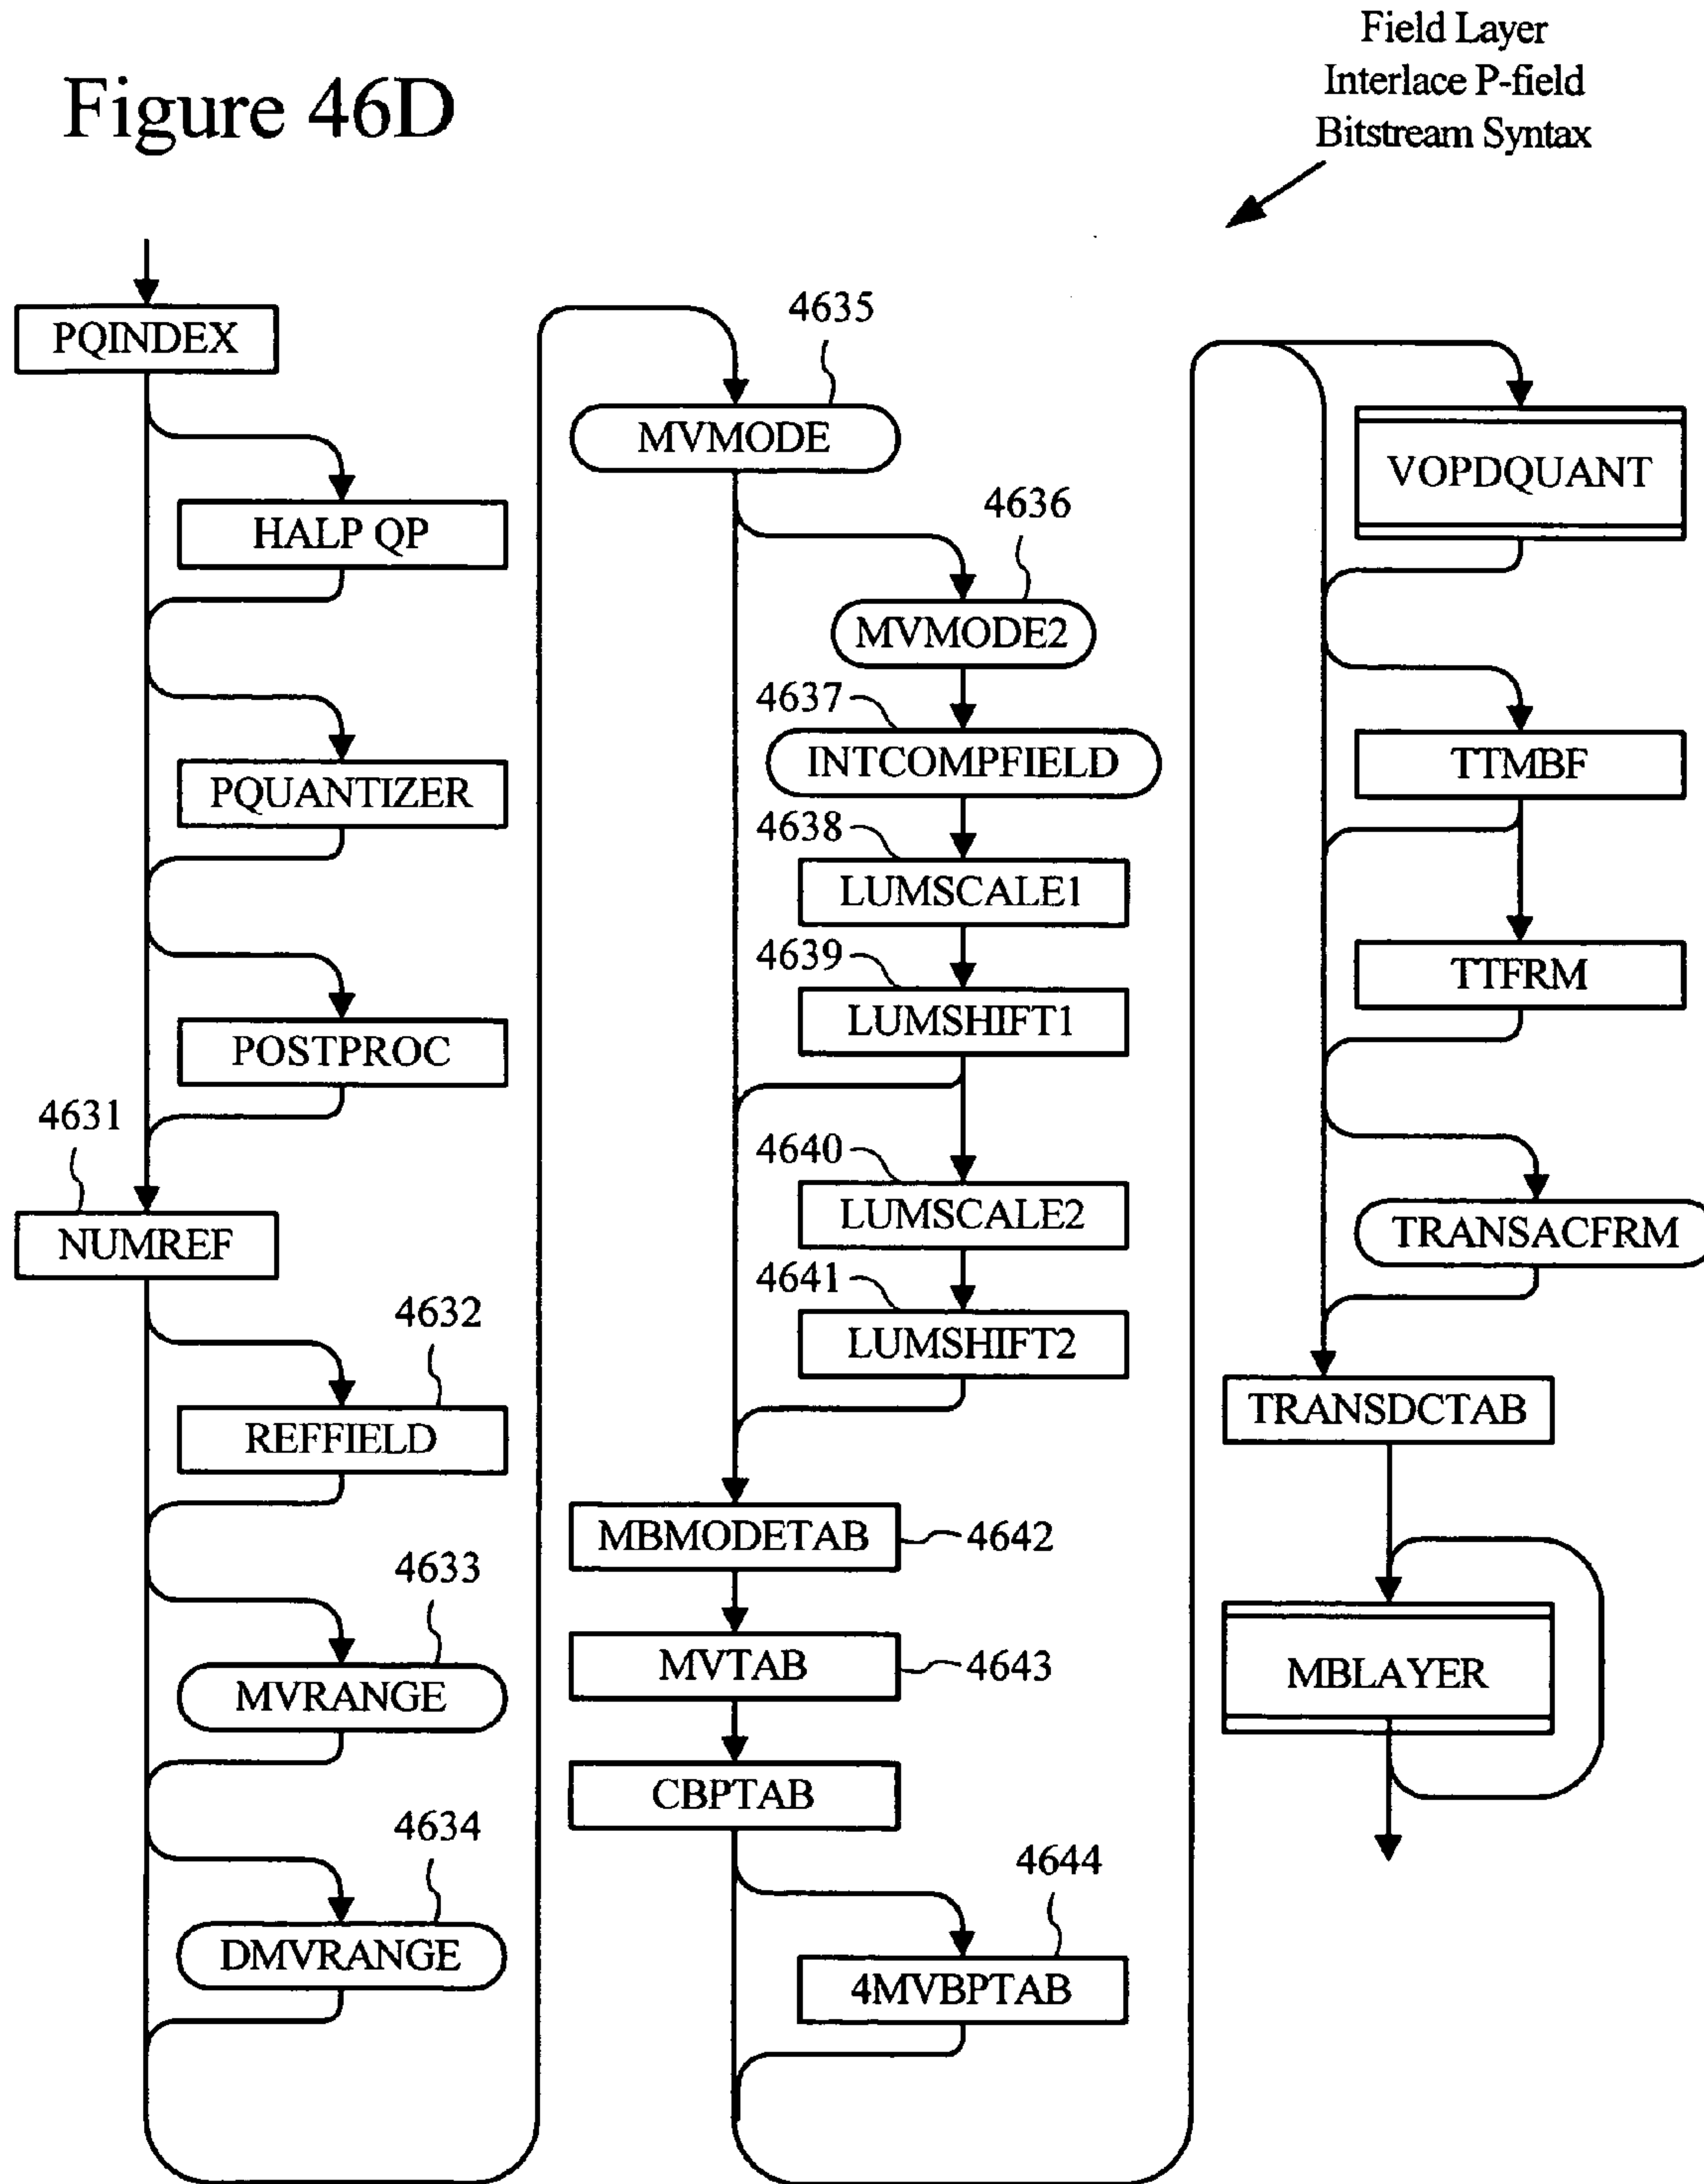 Figure 46D
Field Layer
Interlace P-field
Bitstream Syntax
PQINDEX
HALP QP
PQUANTIZER
POSTPROC
4631
NUMREF
4632
REFFIELD
4633
MVRANGE
4634
DMVRANGE
4635
MVMODE
4636
MVMODE2
4637
INTCOMPFIELD
4638
LUMSCALE1
4639
LUMSHIFT1
4640
LUMSCALE2
4641
LUMSHIFT2
MBMODETAB 4642
MVTAB 4643
CBPTAB
4644
4MVBPTAB
VOPDQUANT
TTMBF
TTFRM
TRANSACFRM
TRANSDCTAB
MBLAYER